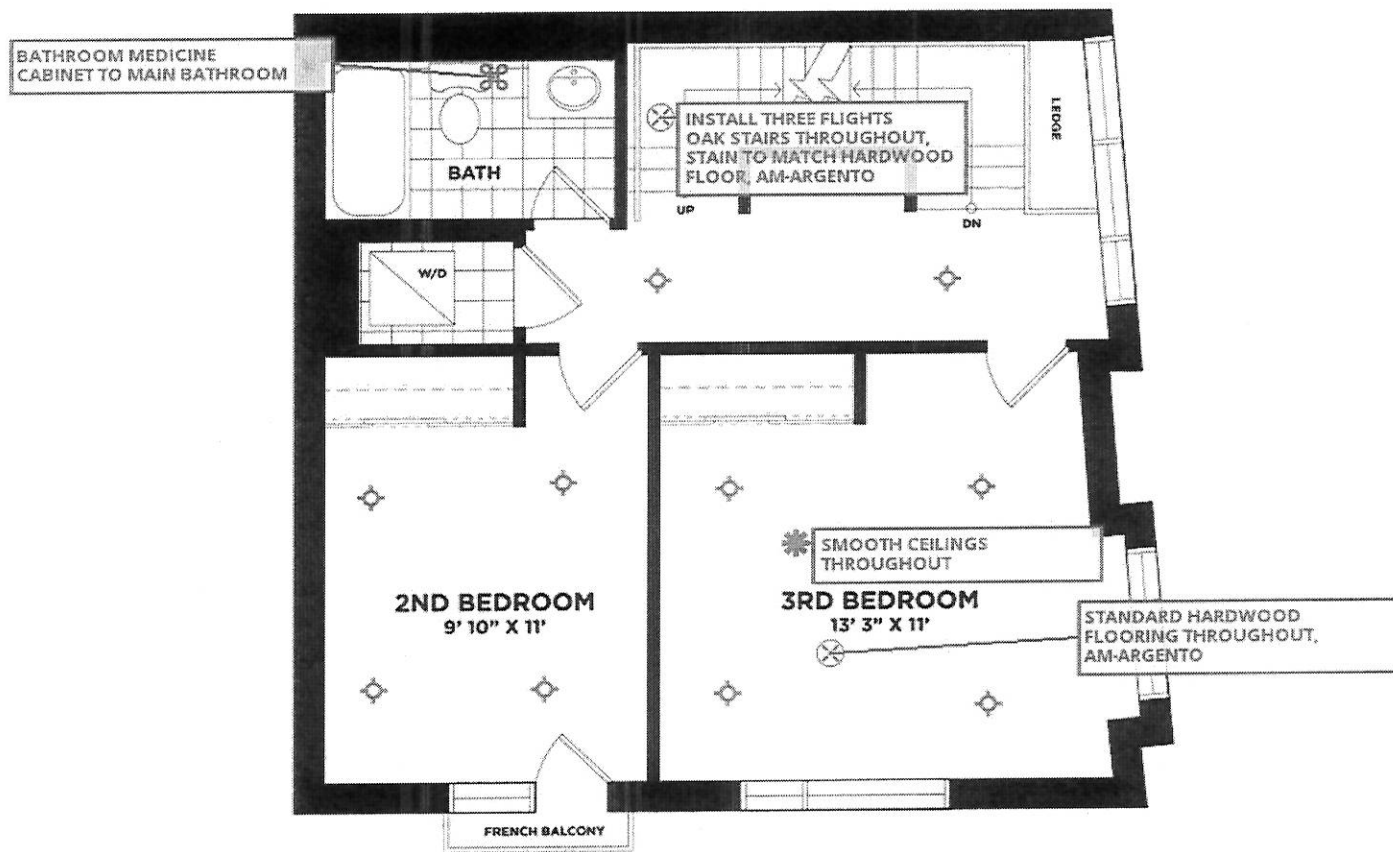 BATHROOM MEDICINE
CABINET TO MAIN BATHROOM
BATH
INSTALL THREE FLIGHTS
OAK STAIRS THROUGHOUT,
STAIN TO MATCH HARDWOOD
FLOOR, AM-ARGENTO
LEDGE
UP
DN
W/D
SMOOTH CEILINGS
THROUGHOUT
2ND BEDROOM
9' 10" X 11'
3RD BEDROOM
13' 3" X 11'
STANDARD HARDWOOD
FLOORING THROUGHOUT,
AM-ARGENTO
FRENCH BALCONY